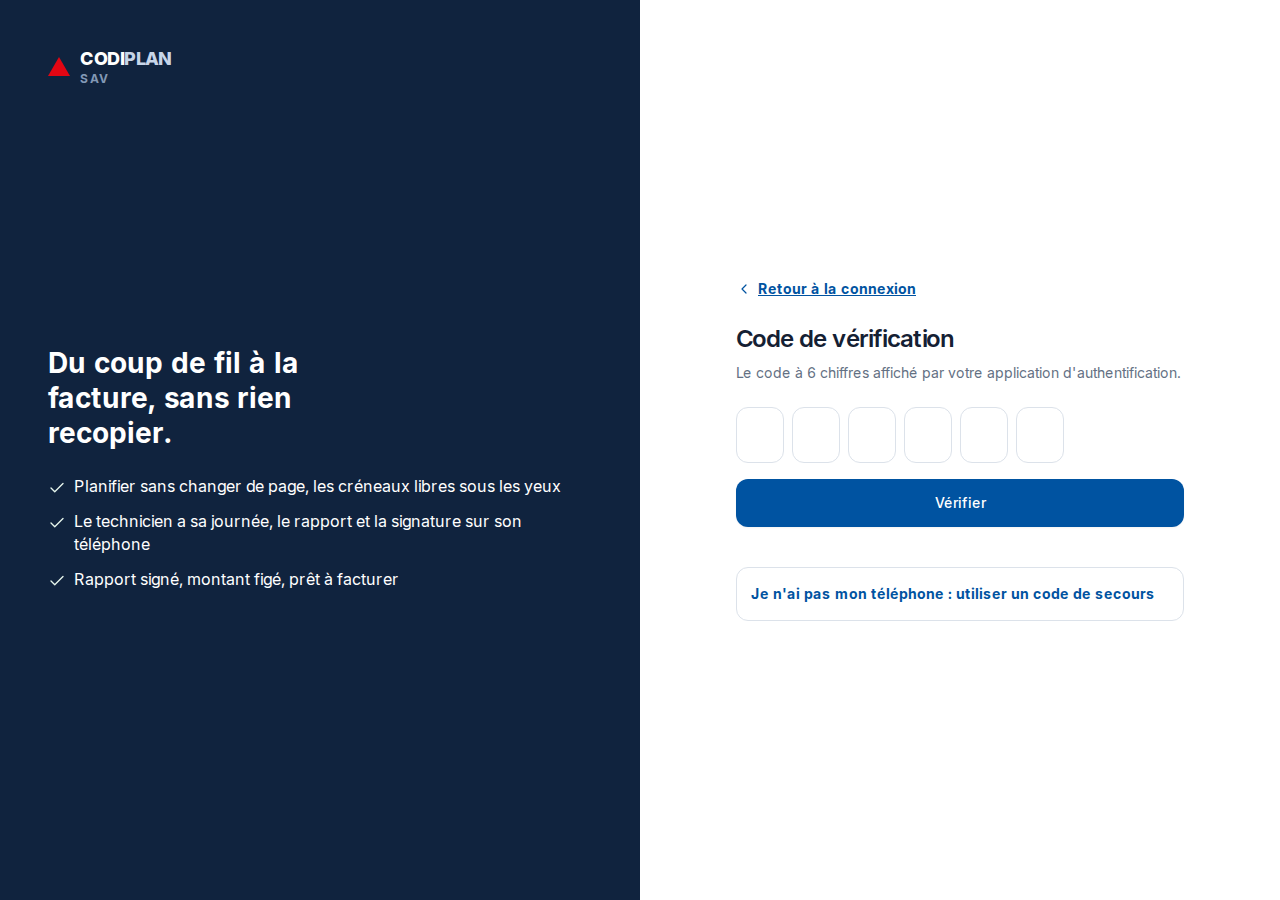 CODIPLAN
SAV
Du coup de fil à la
facture, sans rien
recopier.
Planifier sans changer de page, les créneaux libres sous les yeux
Le technicien a sa journée, le rapport et la signature sur son
téléphone
Rapport signé, montant figé, prêt à facturer
Retour à la connexion
Code de vérification
Le code à 6 chiffres affiché par votre application d'authentification.
Vérifier
Je n'ai pas mon téléphone : utiliser un code de secours